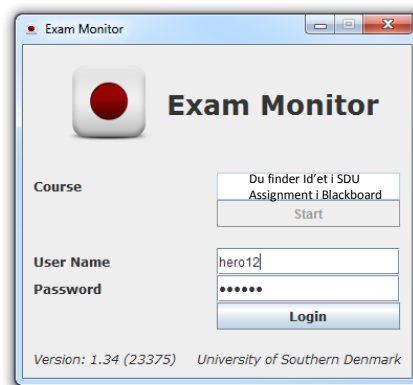 Exam Monitor
Exam Monitor
Course
Du finder Id'et i SDU
Assignment i Blackboard
Start
User Name
hero12
Password
••••••
Login
Version: 1.34 (23375) University of Southern Denmark